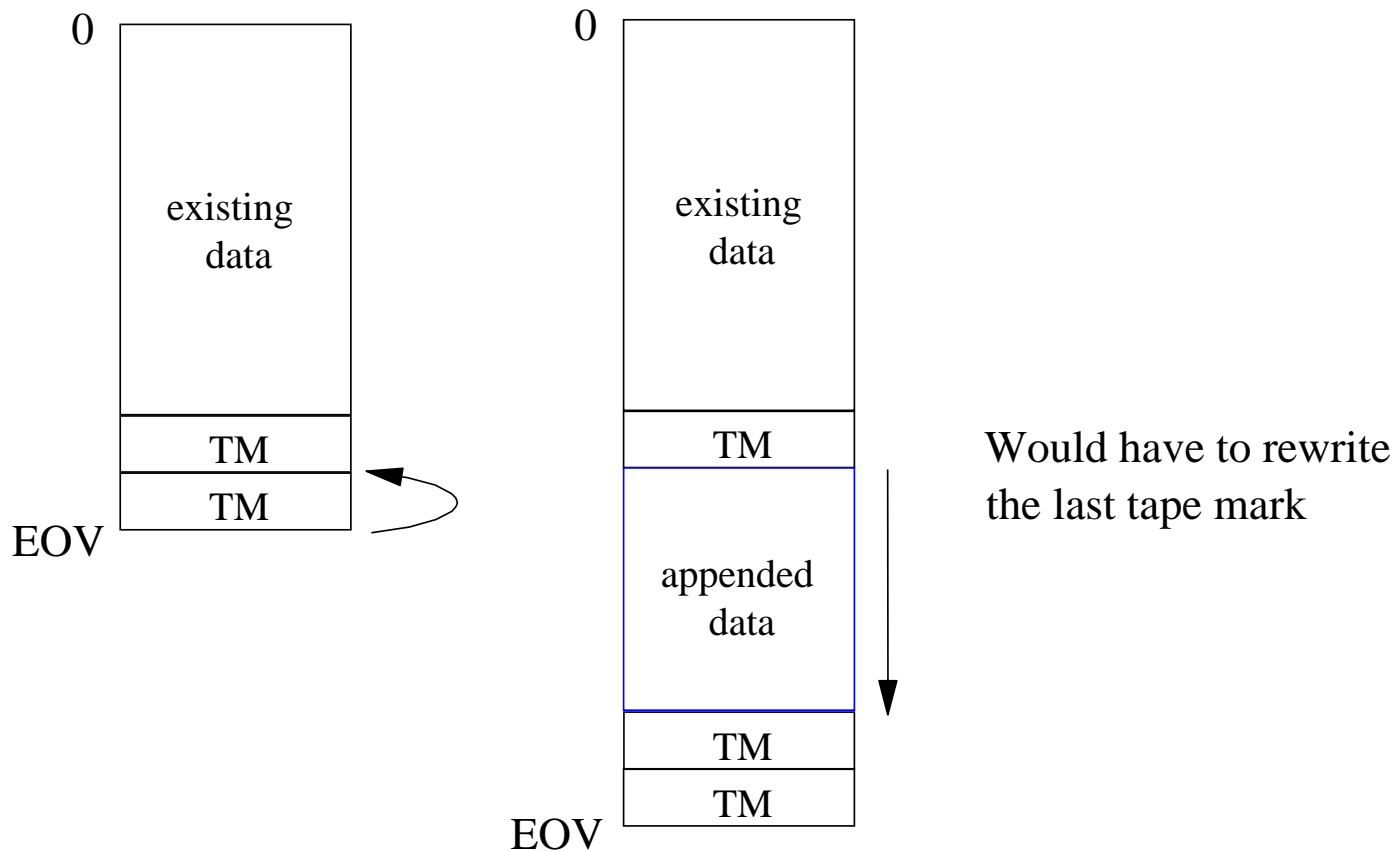 0
existing
data
TM
TM
EOV
0
existing
data
TM
appended
data
TM
TM
EOV
Would have to rewrite
the last tape mark